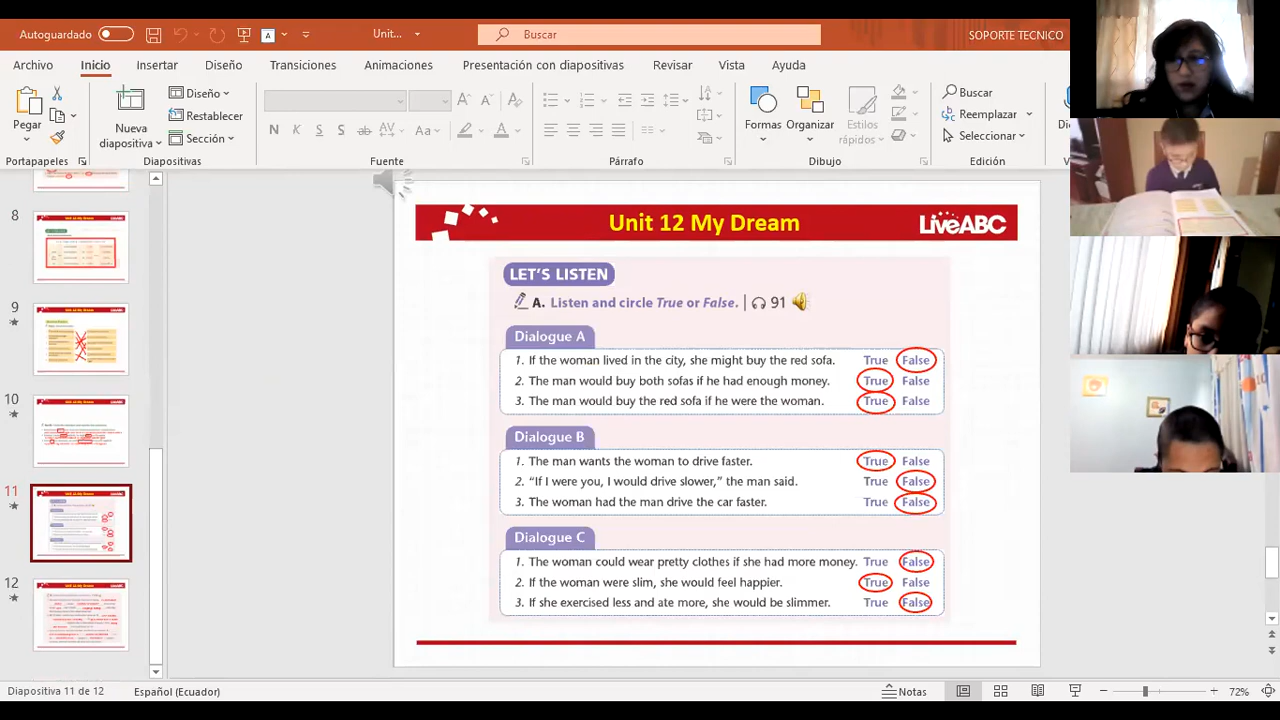 Autoguardado
A
Unit...
Buscar
SOPORTE TECNICO
Archivo
Inicio
Insertar
Diseño
Transiciones
Animaciones
Presentación con diapositivas
Revisar
Vista
Ayuda
Pegar
Nueva
diapositiva
Diseño
Restablecer
Sección
N K S S ab AV Aa A
Formas
Organizar
Estilos
rápidos
Buscar
Reemplazar
Seleccionar
Portapapeles
Diapositivas
Fuente
Párrafo
Dibujo
Edición
8
9
10
11
12
Unit 12 My Dream
LiveABC
LET'S LISTEN
A. Listen and circle True or False. | 91
Dialogue A
1. If the woman lived in the city, she might buy the red sofa. True False
2. The man would buy both sofas if he had enough money. True False
3. The man would buy the red sofa if he were the woman. True False
Dialogue B
1. The man wants the woman to drive faster. True False
2. “If I were you, I would drive slower,” the man said. True False
3. The woman had the man drive the car faster. True False
Dialogue C
1. The woman could wear pretty clothes if she had more money. True False
2. If the woman were slim, she would feel happier. True False
3. If she exercised less and ate more, she would be slimmer. True False
Diapositiva 11 de 12
Español (Ecuador)
Notas
72%